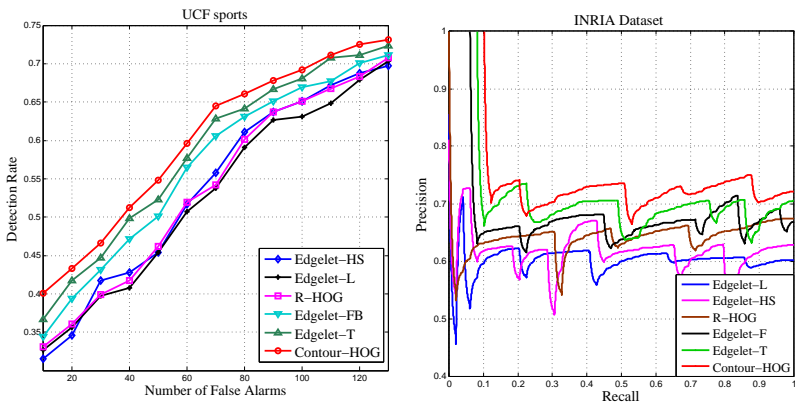 UCF sports
0.75
0.7
0.65
0.6
0.55
0.5
0.45
0.4
0.35
Detection Rate
20 40 60 80 100 120
Number of False Alarms
Edgelet–HS
Edgelet–L
R–HOG
Edgelet–FB
Edgelet–T
Contour–HOG
INRIA Dataset
1
0.9
0.8
0.7
0.6
0.5
0.4
Precision
0 0.1 0.2 0.3 0.4 0.5 0.6 0.7 0.8 0.9 1
Recall
Edgelet–L
Edgelet–HS
R–HOG
Edgelet–F
Edgelet–T
Contour–HOG